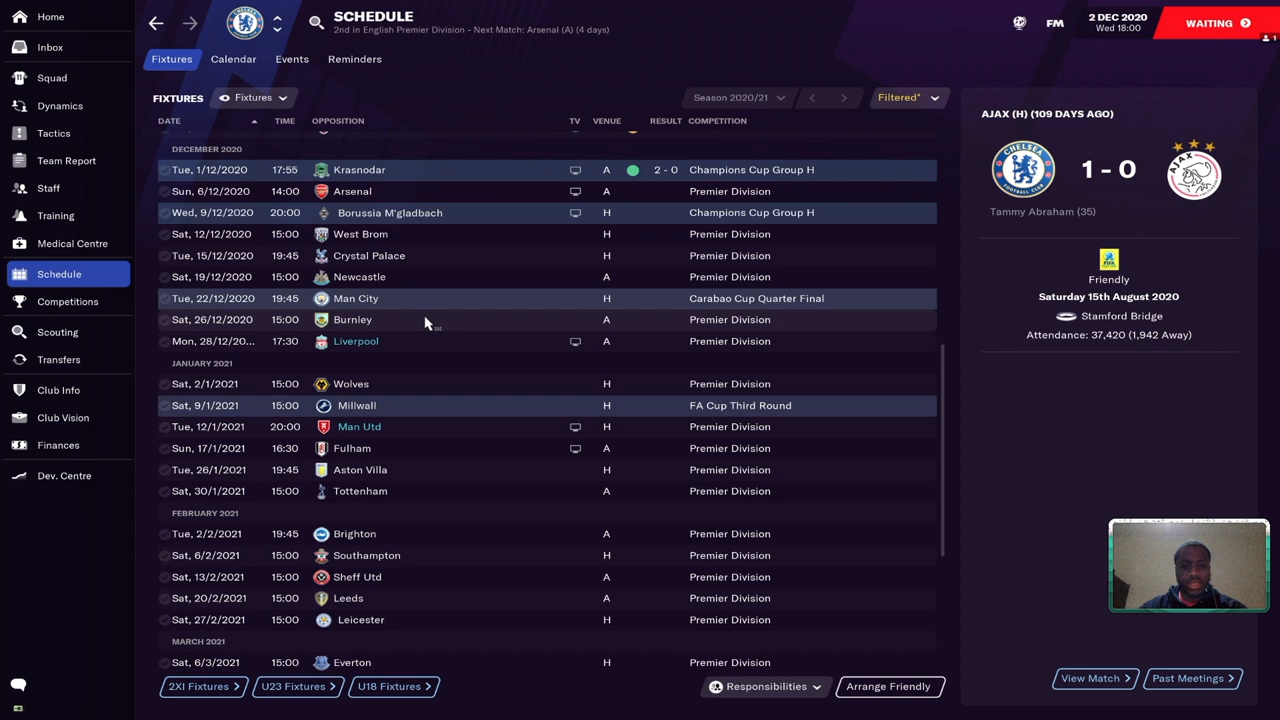 Home
Inbox
Squad
Dynamics
Tactics
Team Report
Staff
Training
Medical Centre
Schedule
Competitions
Scouting
Transfers
Club Info
Club Vision
Finances
Dev. Centre
SCHEDULE
2nd in English Premier Division - Next Match: Arsenal (A) (4 days)
FM
2 DEC 2020
Wed 18:00
WAITING
1
Fixtures Calendar Events Reminders
FIXTURES Fixtures Season 2020/21 Filtered*
DATE TIME OPPOSITION TV VENUE RESULT COMPETITION
DECEMBER 2020
Tue, 1/12/2020 17:55 Krasnodar A 2 - 0 Champions Cup Group H
Sun, 6/12/2020 14:00 Arsenal A Premier Division
Wed, 9/12/2020 20:00 Borussia M'gladbach H Champions Cup Group H
Sat, 12/12/2020 15:00 West Brom H Premier Division
Tue, 15/12/2020 19:45 Crystal Palace H Premier Division
Sat, 19/12/2020 15:00 Newcastle A Premier Division
Tue, 22/12/2020 19:45 Man City H Carabao Cup Quarter Final
Sat, 26/12/2020 15:00 Burnley A Premier Division
Mon, 28/12/20... 17:30 Liverpool A Premier Division
JANUARY 2021
Sat, 2/1/2021 15:00 Wolves H Premier Division
Sat, 9/1/2021 15:00 Millwall H FA Cup Third Round
Tue, 12/1/2021 20:00 Man Utd H Premier Division
Sun, 17/1/2021 16:30 Fulham A Premier Division
Tue, 26/1/2021 19:45 Aston Villa H Premier Division
Sat, 30/1/2021 15:00 Tottenham A Premier Division
FEBRUARY 2021
Tue, 2/2/2021 19:45 Brighton A Premier Division
Sat, 6/2/2021 15:00 Southampton H Premier Division
Sat, 13/2/2021 15:00 Sheff Utd A Premier Division
Sat, 20/2/2021 15:00 Leeds A Premier Division
Sat, 27/2/2021 15:00 Leicester H Premier Division
MARCH 2021
Sat, 6/3/2021 15:00 Everton H Premier Division
2XI Fixtures U23 Fixtures U18 Fixtures Responsibilities Arrange Friendly
AJAX (H) (109 DAYS AGO)
1 - 0
Tammy Abraham (35)
Friendly
Saturday 15th August 2020
Stamford Bridge
Attendance: 37,420 (1,942 Away)
View Match Past Meetings